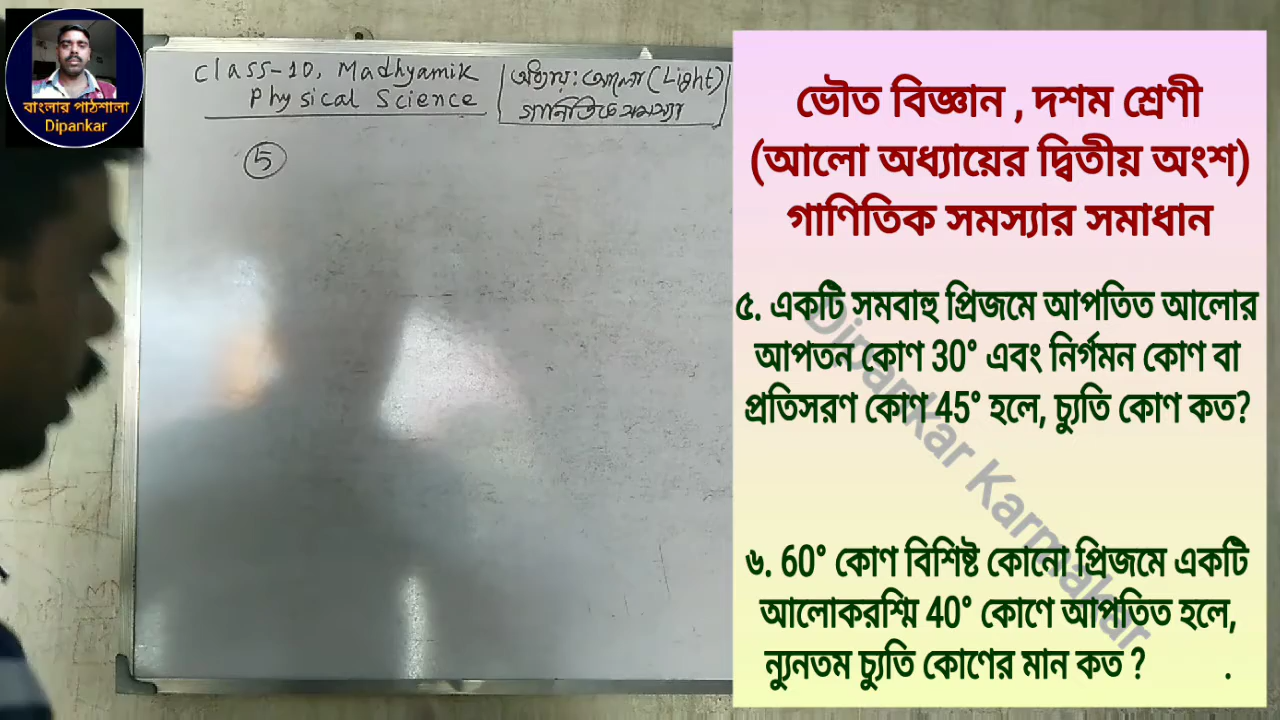 বাংলার পাঠশালা
Dipankar
Class-10, Madhyamik
Physical Science
অধ্যায়: আলো (Light)
গাণিতিক সমস্যা
5
ভৌত বিজ্ঞান , দশম শ্রেণী
(আলো অধ্যায়ের দ্বিতীয় অংশ)
গাণিতিক সমস্যার সমাধান
৫. একটি সমবাহু প্রিজমে আপতিত আলোর
আপতন কোণ 30° এবং নির্গমন কোণ বা
প্রতিসরণ কোণ 45° হলে, চ্যুতি কোণ কত?
৬. 60° কোণ বিশিষ্ট কোনো প্রিজমে একটি
আলোকরশ্মি 40° কোণে আপতিত হলে,
ন্যুনতম চ্যুতি কোণের মান কত ? .
Dipankar Karmakar